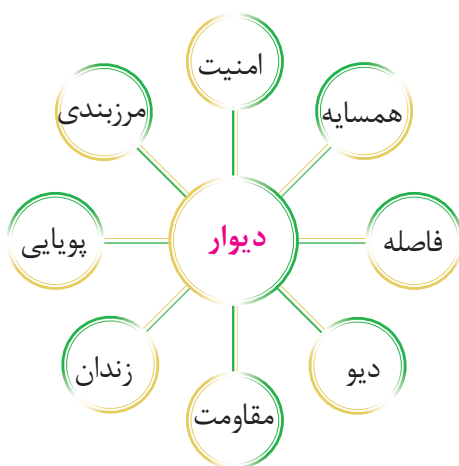 امنیت
همسایه
مرزبندی
دیوار
فاصله
پویایی
دیو
زندان
مقاومت